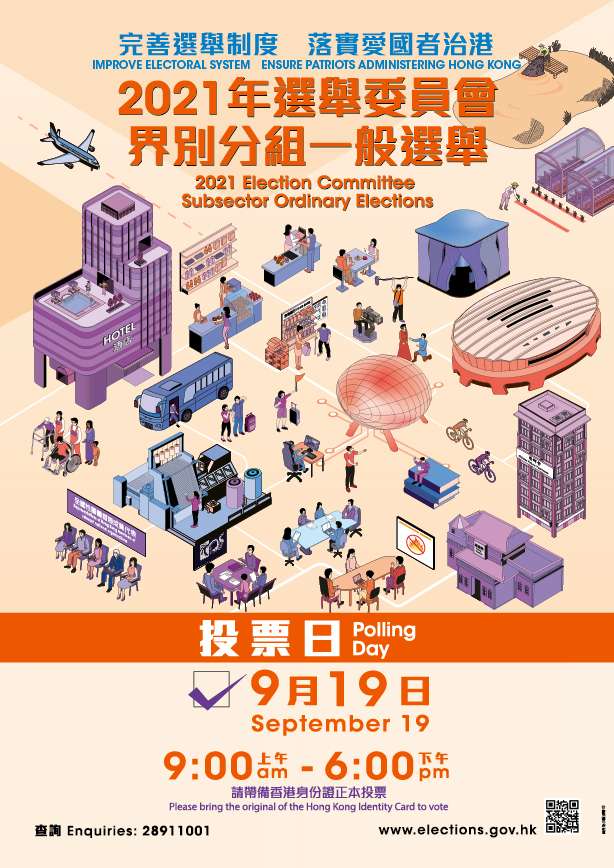 完善選舉制度 落實愛國者治港
IMPROVE ELECTORAL SYSTEM ENSURE PATRIOTS ADMINISTERING HONG KONG
2021年選舉委員會
界別分組一般選舉
2021 Election Committee
Subsector Ordinary Elections
HOTEL
酒店
投票日 Polling Day
9月19日
September 19
9:00上午 am - 6:00下午 pm
請帶備香港身份證正本投票
Please bring the original of the Hong Kong Identity Card to vote
查詢 Enquiries: 28911001
www.elections.gov.hk